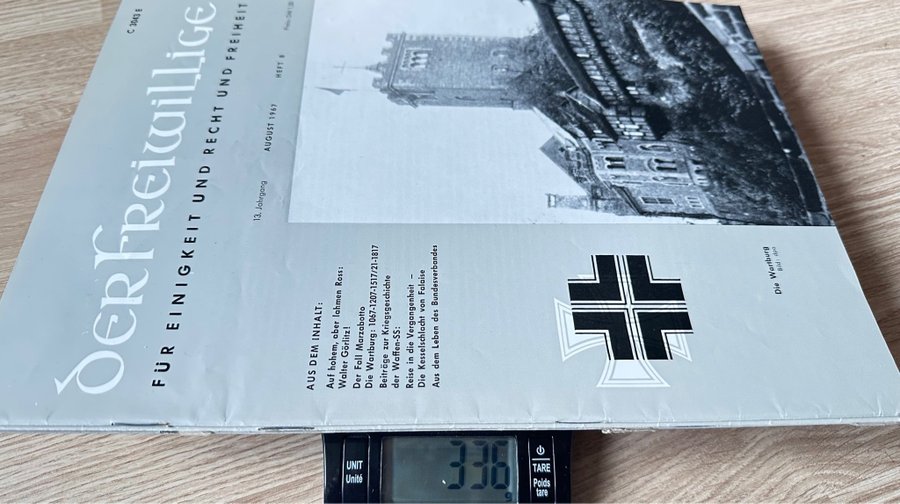 C 3043 E
DER FREIWILLIGE
FÜR EINIGKEIT UND RECHT UND FREIHEIT
13. Jahrgang
AUGUST 1967
HEFT 8
AUS DEM INHALT:
Auf hohem, aber lahmen Ross:
Walter Görlitz!
Der Fall Marzabotto
Die Wartburg: 1067-1207-1517/21-1817
Beiträge zur Kriegsgeschichte
der Waffen-SS:
Reise in die Vergangenheit –
Die Kesselschlacht von Falaise
Aus dem Leben des Bundesverbandes
Die Wartburg
Bild: dpa
UNIT
Unité
336
g
TARE
Poids
tare